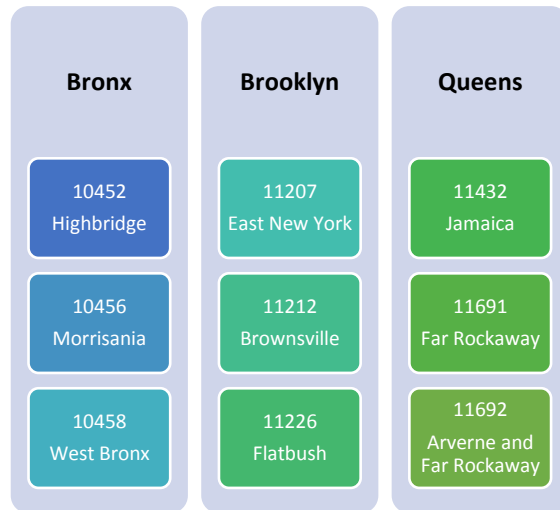 Bronx
10452
Highbridge
10456
Morrisania
10458
West Bronx
Brooklyn
11207
East New York
11212
Brownsville
11226
Flatbush
Queens
11432
Jamaica
11691
Far Rockaway
11692
Arverne and
Far Rockaway